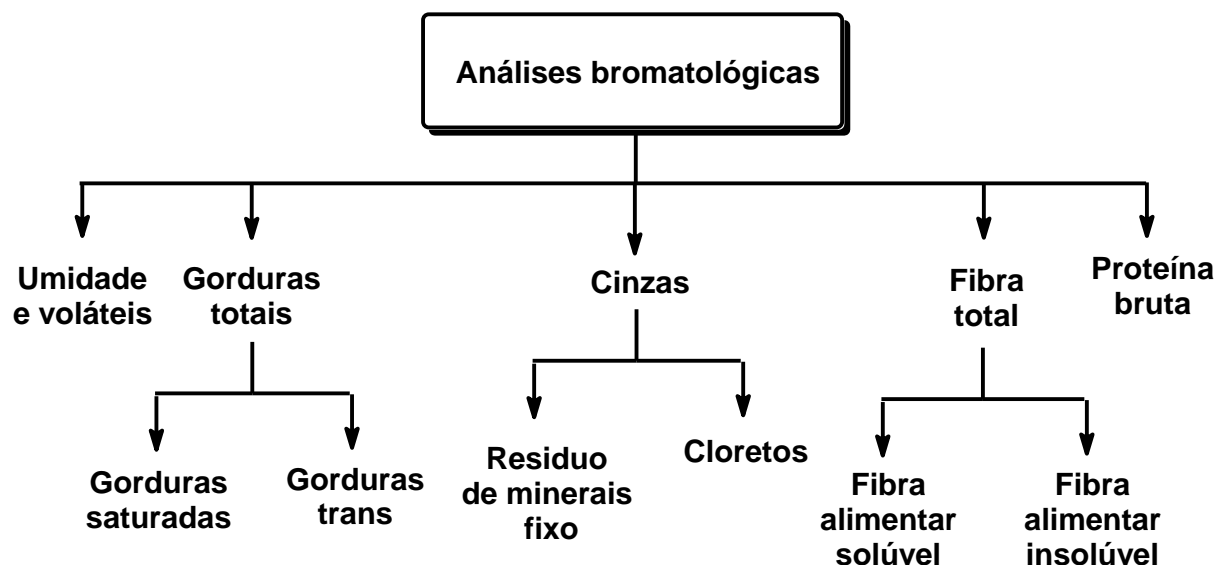 Análises bromatológicas
Umidade
e voláteis
Gorduras
totais
Cinzas
Fibra
total
Proteína
bruta
Gorduras
saturadas
Gorduras
trans
Residuo
de minerais
fixo
Cloretos
Fibra
alimentar
solúvel
Fibra
alimentar
insolúvel